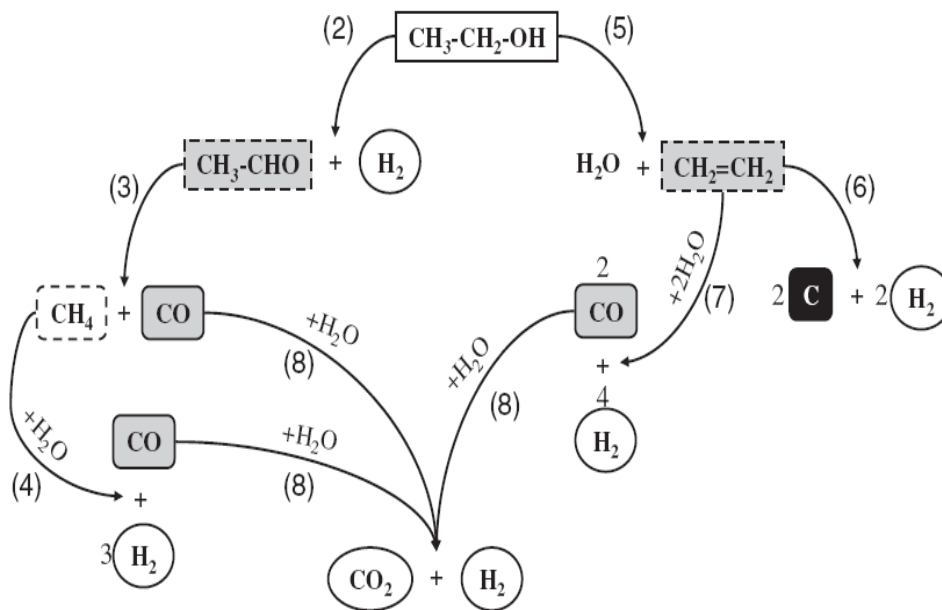 (2) CH₃-CH₂-OH (5)
CH₃-CHO + H₂
H₂O + CH₂=CH₂
(3)
(6)
CH₄ + CO
+H₂O
(8)
2
CO
+
4
H₂
+2H₂O
(7)
2 C + 2 H₂
+H₂O
(8)
+H₂O
(4)
CO
+H₂O
(8)
+
3 H₂
CO₂ + H₂